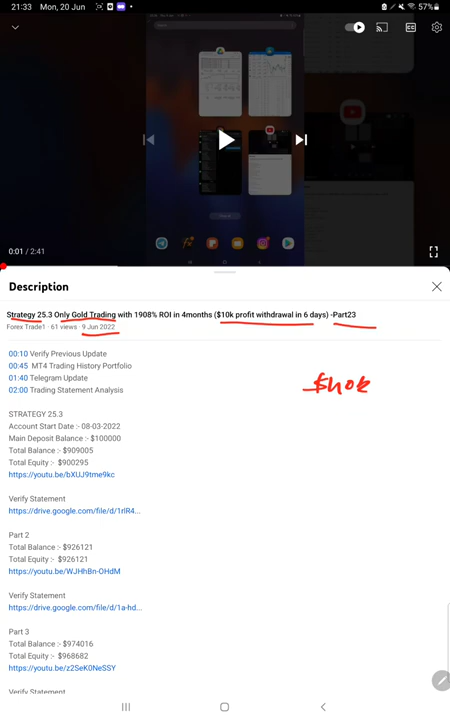 21:33 Mon, 20 Jun
57%
0:01 / 2:41
Description
Strategy 25.3 Only Gold Trading with 1908% ROI in 4months ($10k profit withdrawal in 6 days) -Part23
Forex Trade1 · 61 views · 9 Jun 2022
00:10 Verify Previous Update
00:45 MT4 Trading History Portfolio
01:40 Telegram Update
02:00 Trading Statement Analysis
$40k
STRATEGY 25.3
Account Start Date :- 08-03-2022
Main Deposit Balance :- $100000
Total Balance :- $909005
Total Equity :- $900295
https://youtu.be/bXUJ9tme9kc
Verify Statement
https://drive.google.com/file/d/1rlR4...
Part 2
Total Balance :- $926121
Total Equity :- $926121
https://youtu.be/WJHhBn-OHdM
Verify Statement
https://drive.google.com/file/d/1a-hd...
Part 3
Total Balance :- $974016
Total Equity :- $968682
https://youtu.be/z2SeK0NeSSY
Verify Statement